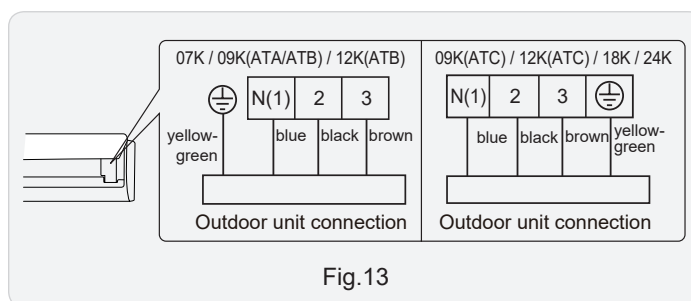 07K / 09K(ATA/ATB) / 12K(ATB)
N(1) 2 3
yellow-
green
blue black brown
Outdoor unit connection
09K(ATC) / 12K(ATC) / 18K / 24K
N(1) 2 3
blue black brown yellow-
green
Outdoor unit connection
Fig.13